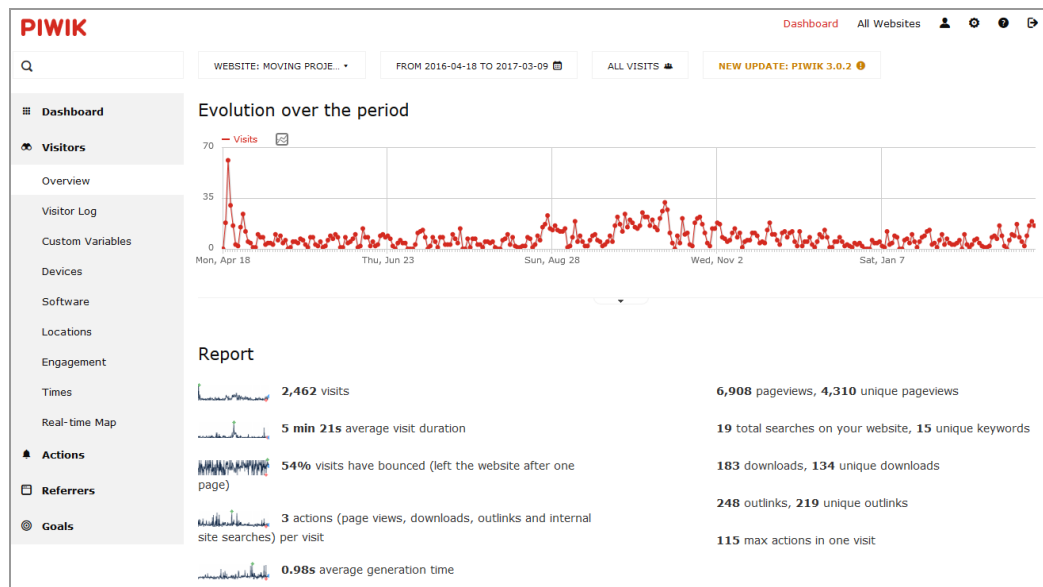 PIWIK
Dashboard All Websites
WEBSITE: MOVING PROJE... FROM 2016-04-18 TO 2017-03-09 ALL VISITS NEW UPDATE: PIWIK 3.0.2
Dashboard
Visitors
Overview
Visitor Log
Custom Variables
Devices
Software
Locations
Engagement
Times
Real-time Map
Actions
Referrers
Goals
Evolution over the period
Visits
70
35
0
Mon, Apr 18 Thu, Jun 23 Sun, Aug 28 Wed, Nov 2 Sat, Jan 7
Report
2,462 visits
5 min 21s average visit duration
54% visits have bounced (left the website after one
page)
3 actions (page views, downloads, outlinks and internal
site searches) per visit
0.98s average generation time
6,908 pageviews, 4,310 unique pageviews
19 total searches on your website, 15 unique keywords
183 downloads, 134 unique downloads
248 outlinks, 219 unique outlinks
115 max actions in one visit